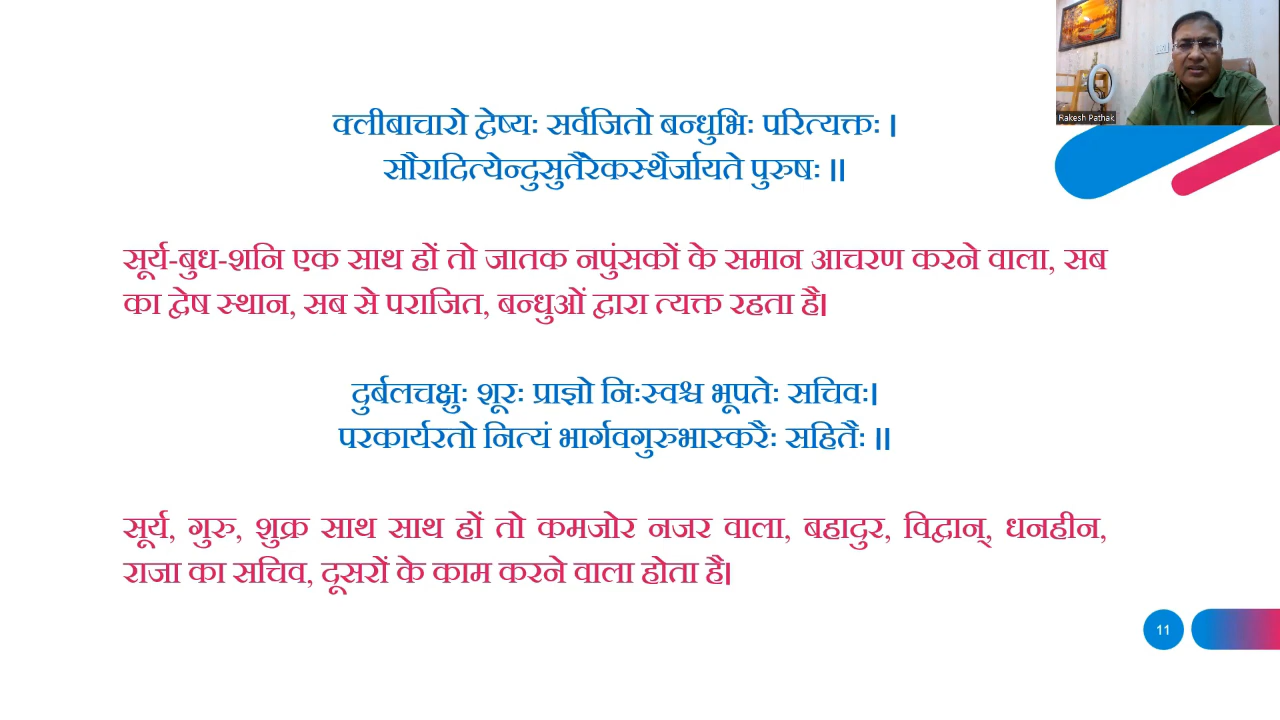 Rakesh Pathak
क्लीबाचारो द्वेष्यः सर्वजितो बन्धुभिः परित्यक्तः ।
सौरादित्येन्दुसुतैरेकस्थैर्जायते पुरुषः ॥
सूर्य-बुध-शनि एक साथ हों तो जातक नपुंसकों के समान आचरण करने वाला, सब
का द्वेष स्थान, सब से पराजित, बन्धुओं द्वारा त्यक्त रहता है।
दुर्बलचक्षुः शूरः प्राज्ञो निःस्वश्च भूपतेः सचिवः।
परकार्यरतो नित्यं भार्गवगुरुभास्करैः सहितैः ॥
सूर्य, गुरु, शुक्र साथ साथ हों तो कमजोर नजर वाला, बहादुर, विद्वान्, धनहीन,
राजा का सचिव, दूसरों के काम करने वाला होता है।
11